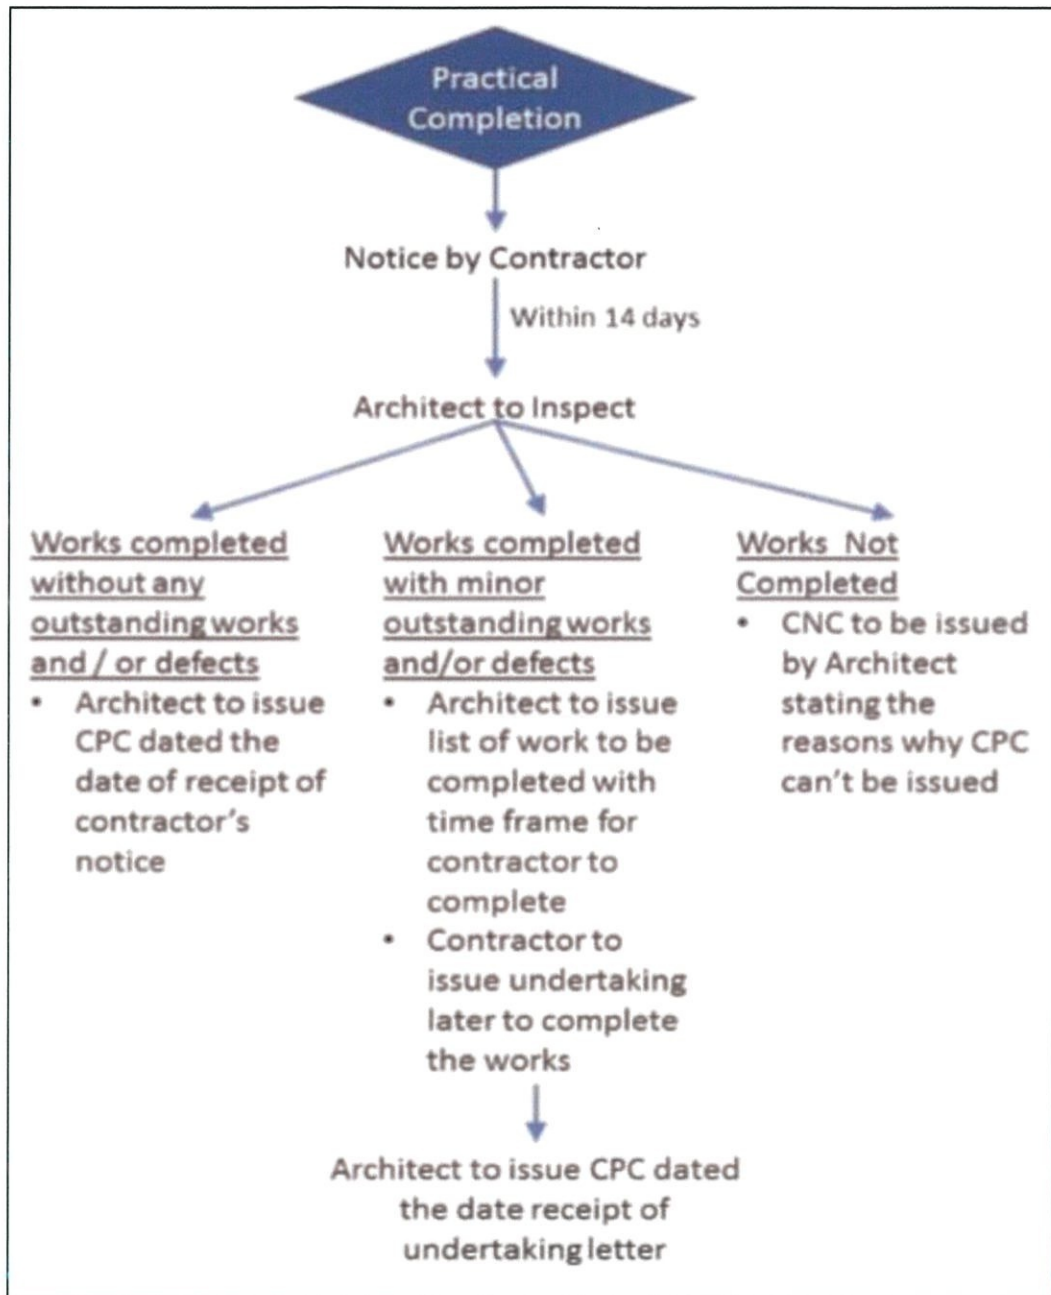 Practical
Completion
Notice by Contractor
Within 14 days
Architect to Inspect
Works completed
without any
outstanding works
and / or defects
• Architect to issue
CPC dated the
date of receipt of
contractor's
notice
Works completed
with minor
outstanding works
and/or defects
• Architect to issue
list of work to be
completed with
time frame for
contractor to
complete
• Contractor to
issue undertaking
later to complete
the works
Works Not
Completed
• CNC to be issued
by Architect
stating the
reasons why CPC
can't be issued
Architect to issue CPC dated
the date receipt of
undertaking letter